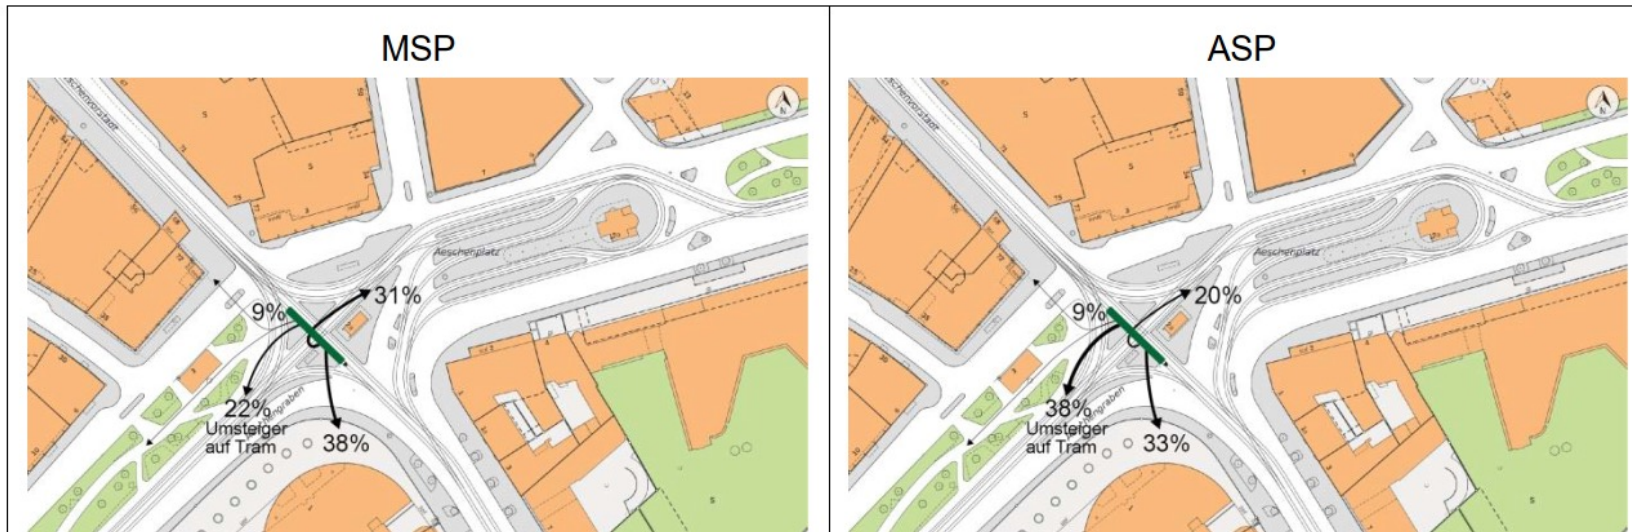 MSP
ASP
Aeschenplatz
31%
9%
22%
Umsteiger
auf Tram
38%
Aeschenplatz
20%
9%
38%
Umsteiger
auf Tram
33%